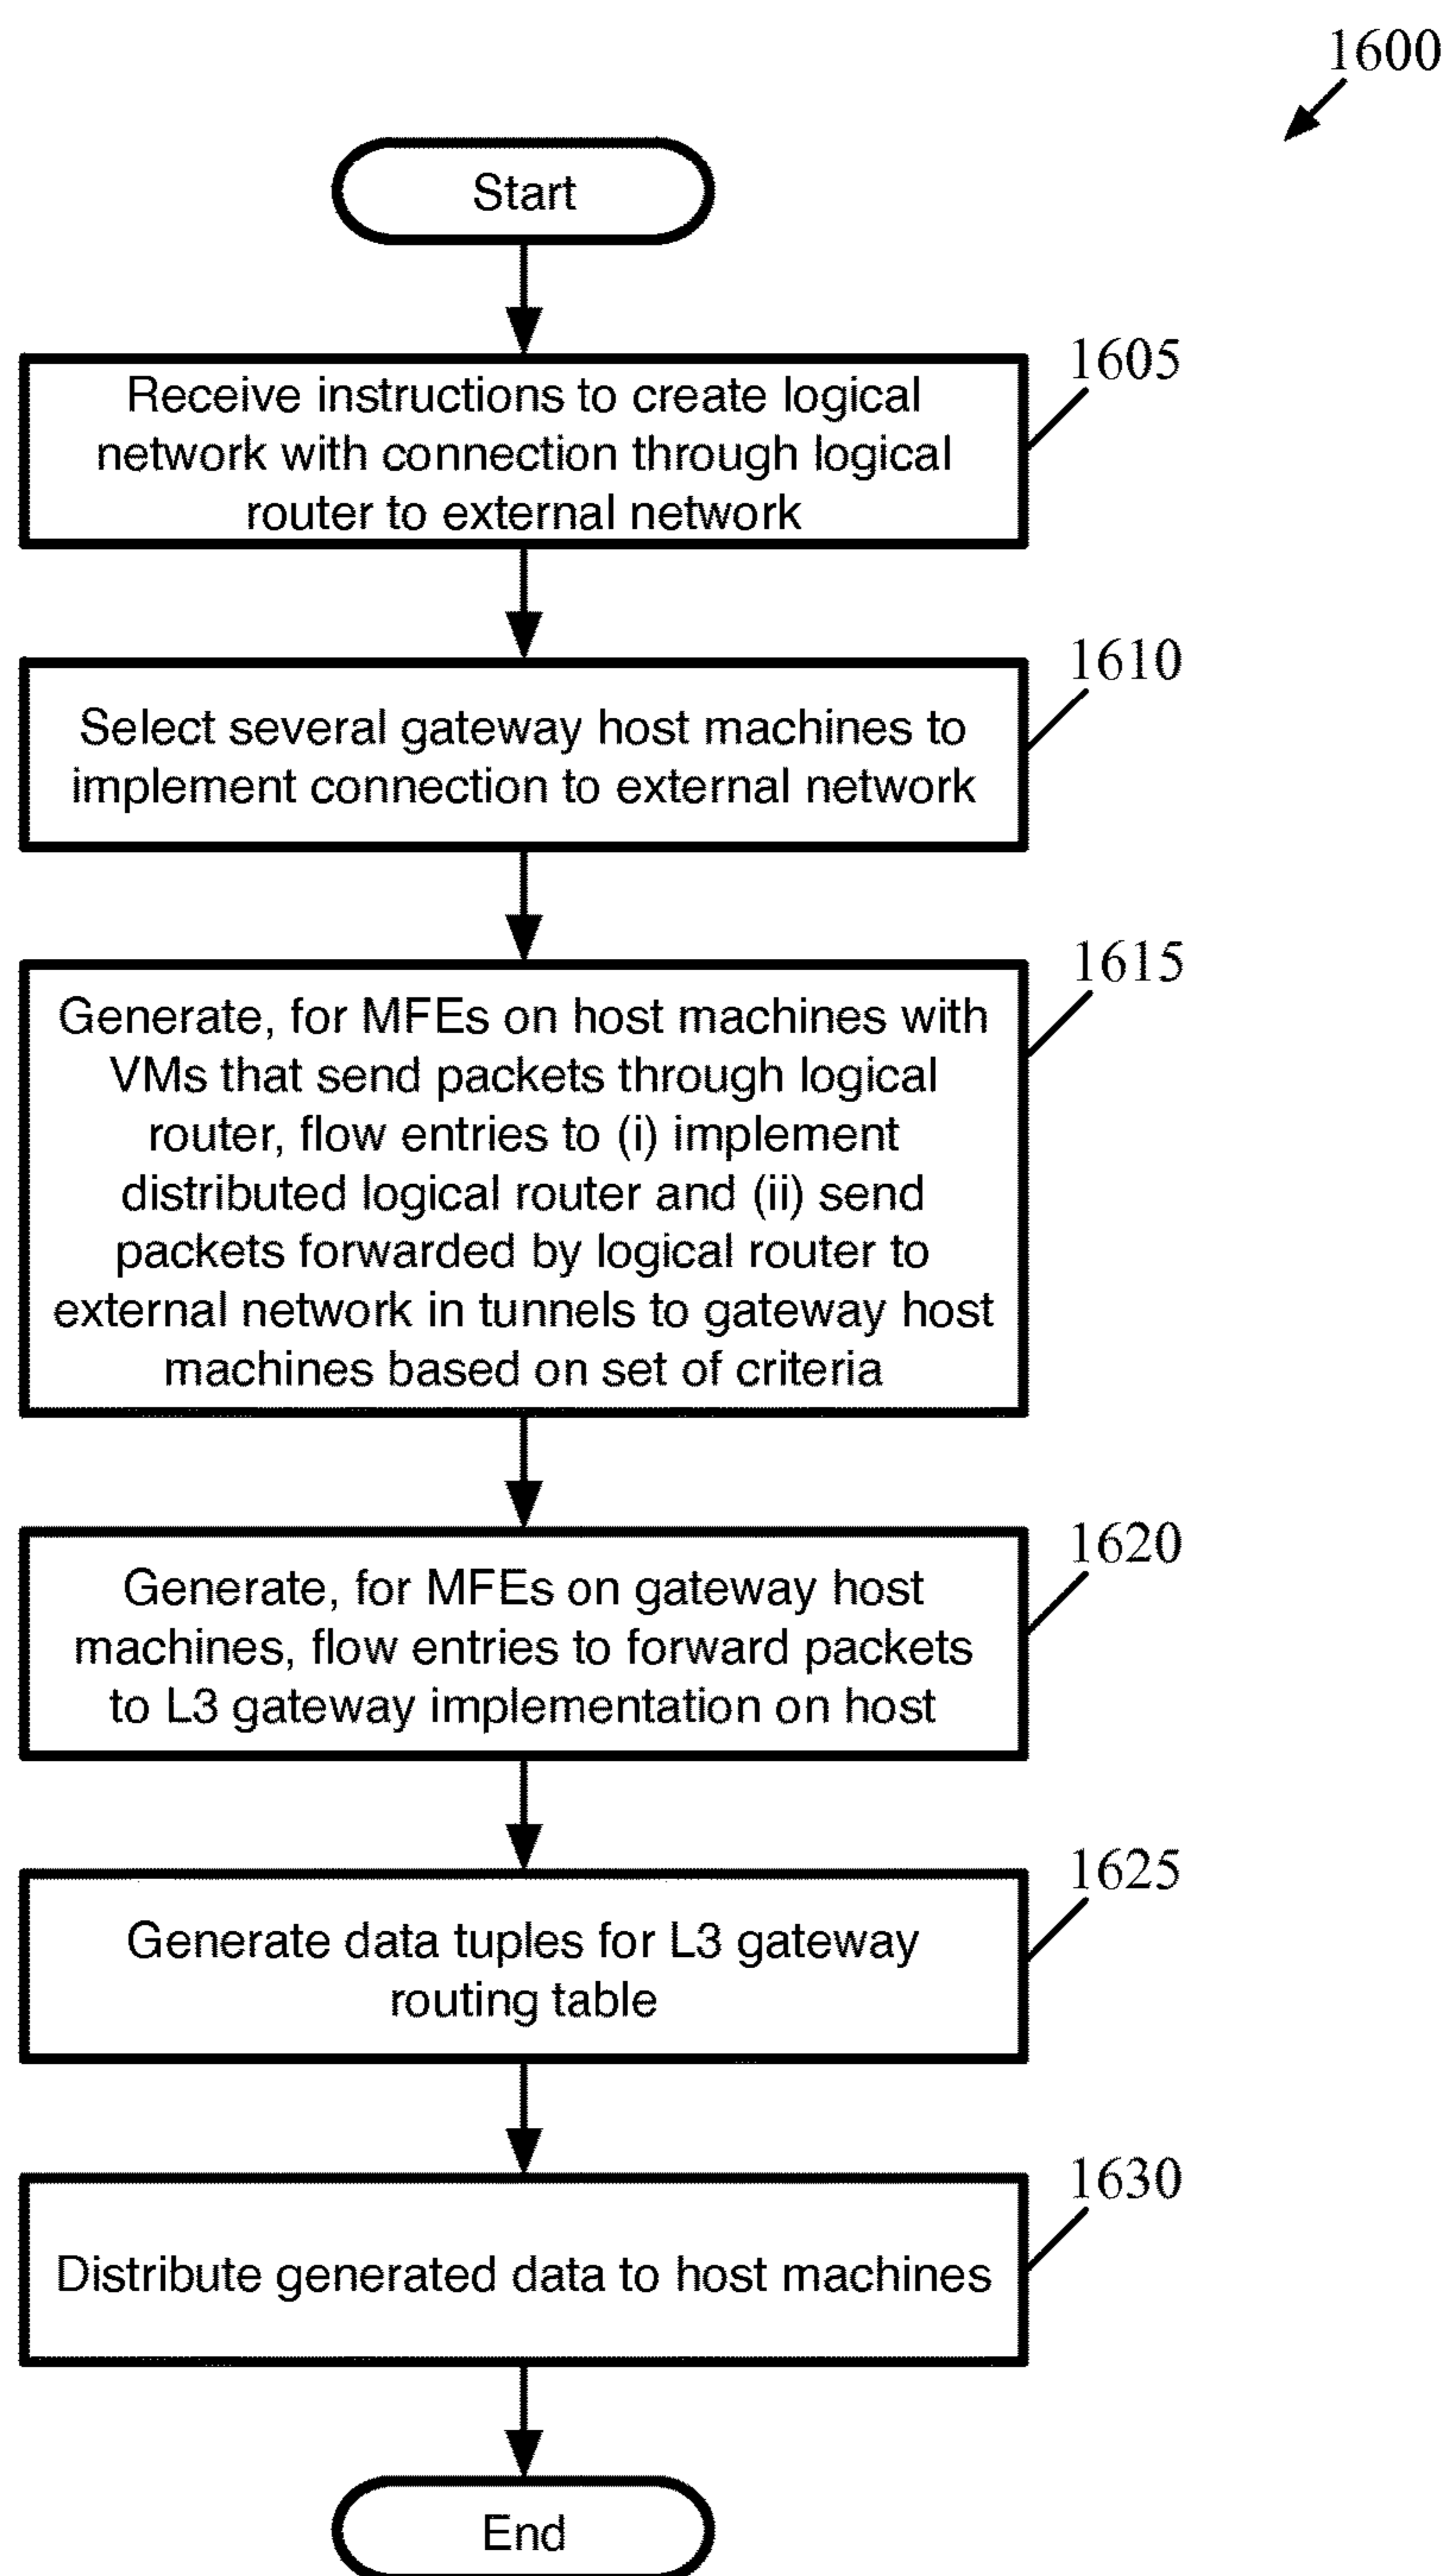 1600
Start
1605
Receive instructions to create logical
network with connection through logical
router to external network
1610
Select several gateway host machines to
implement connection to external network
1615
Generate, for MFEs on host machines with
VMs that send packets through logical
router, flow entries to (i) implement
distributed logical router and (ii) send
packets forwarded by logical router to
external network in tunnels to gateway host
machines based on set of criteria
1620
Generate, for MFEs on gateway host
machines, flow entries to forward packets
to L3 gateway implementation on host
1625
Generate data tuples for L3 gateway
routing table
1630
Distribute generated data to host machines
End